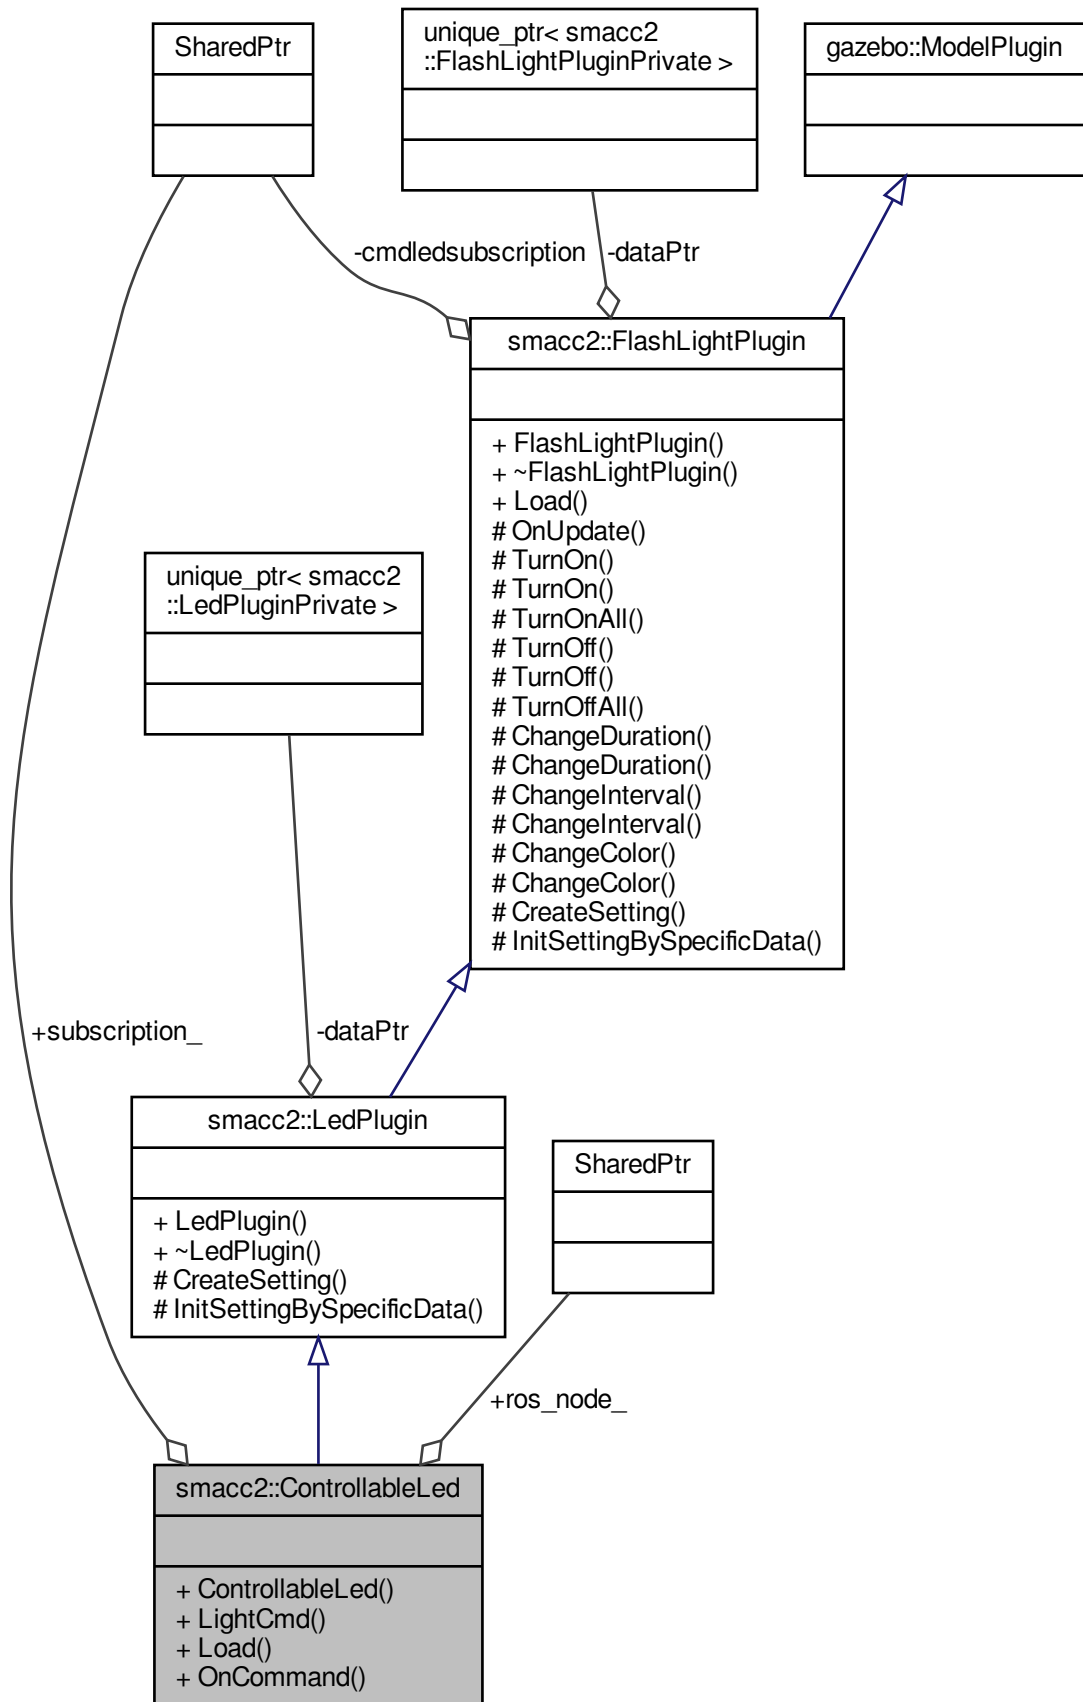 SharedPtr
unique_ptr< smacc2
::FlashLightPluginPrivate >
gazebo::ModelPlugin
-cmdledsubscription
-dataPtr
smacc2::FlashLightPlugin
+ FlashLightPlugin()
+ ~FlashLightPlugin()
+ Load()
# OnUpdate()
# TurnOn()
# TurnOn()
# TurnOnAll()
# TurnOff()
# TurnOff()
# TurnOffAll()
# ChangeDuration()
# ChangeDuration()
# ChangeInterval()
# ChangeInterval()
# ChangeColor()
# ChangeColor()
# CreateSetting()
# InitSettingBySpecificData()
unique_ptr< smacc2
::LedPluginPrivate >
+subscription_
-dataPtr
smacc2::LedPlugin
+ LedPlugin()
+ ~LedPlugin()
# CreateSetting()
# InitSettingBySpecificData()
SharedPtr
+ros_node_
smacc2::ControllableLed
+ ControllableLed()
+ LightCmd()
+ Load()
+ OnCommand()